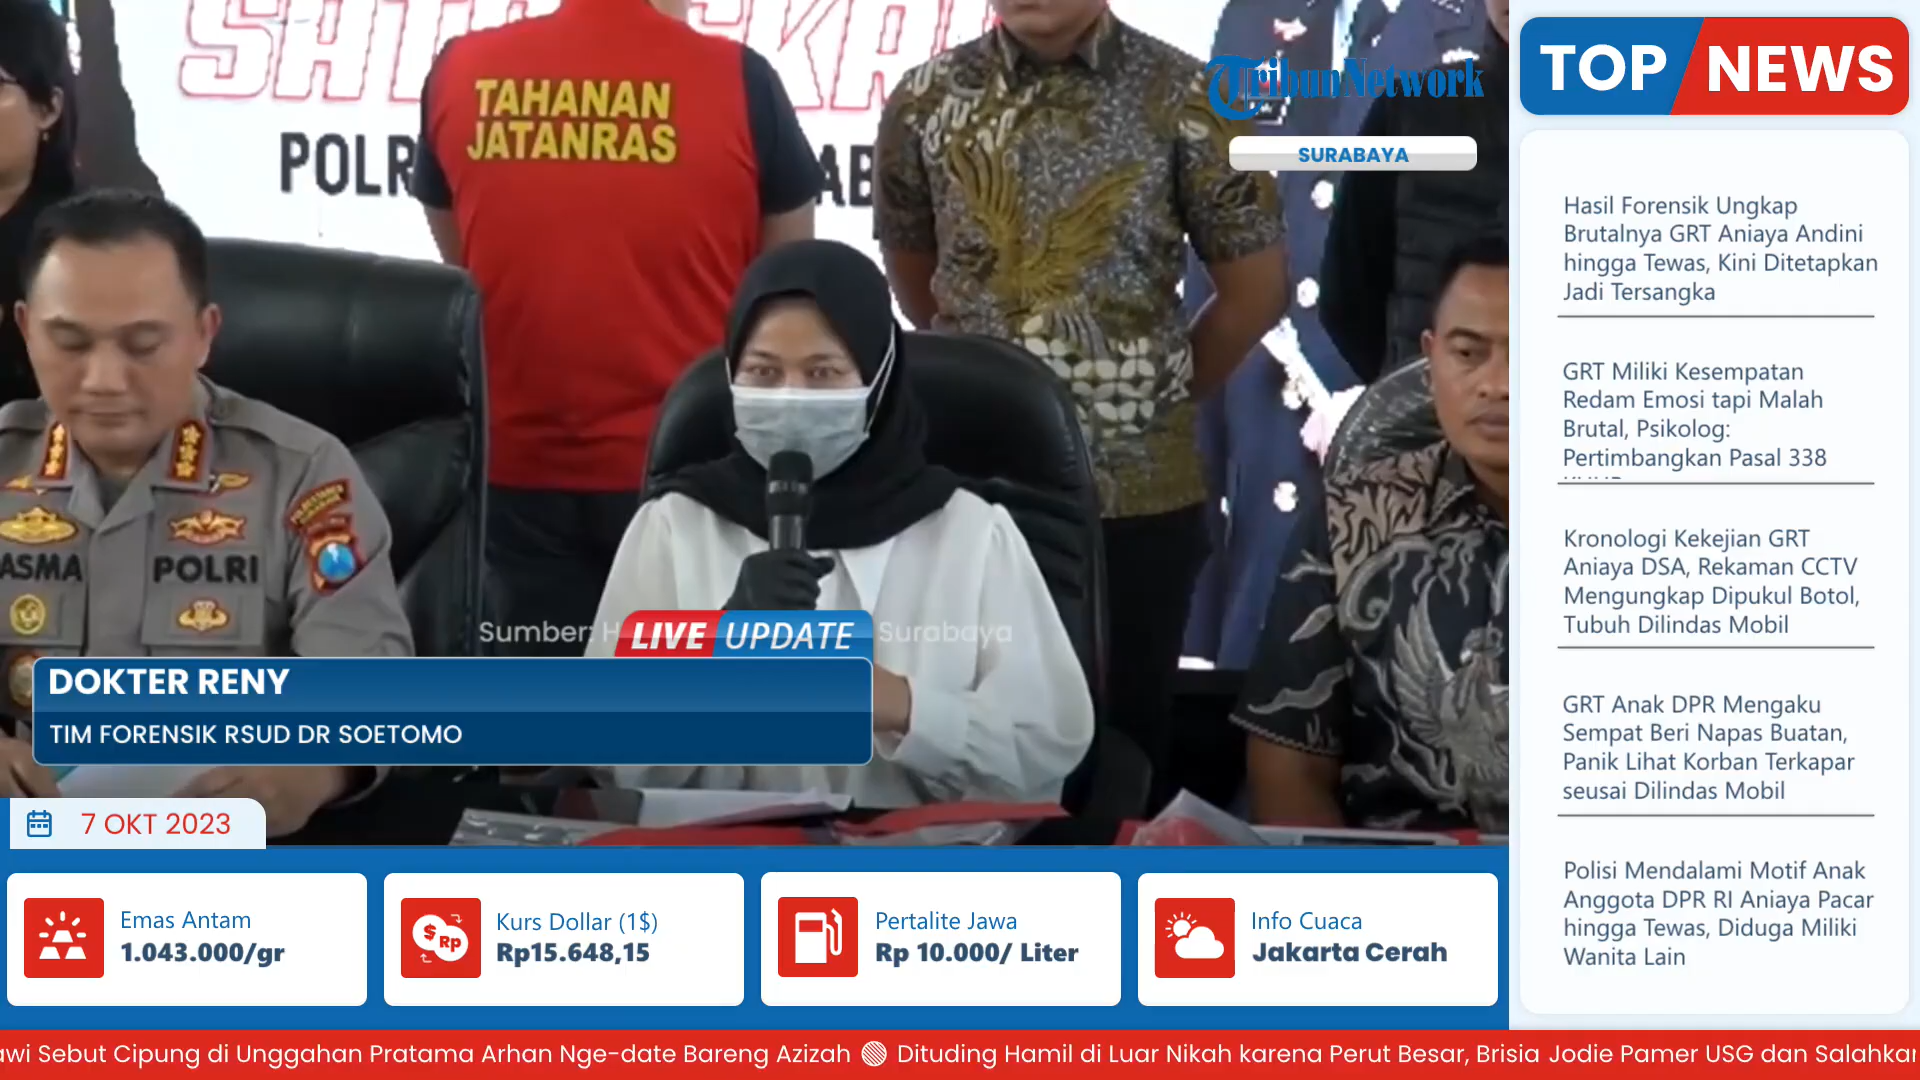 TAHANAN
JATANRAS
POLR
AB
TribunNetwork
SURABAYA
ASMA
POLRI
Sumber: H
Surabaya
LIVE UPDATE
DOKTER RENY
TIM FORENSIK RSUD DR SOETOMO
7 OKT 2023
Emas Antam
1.043.000/gr
Kurs Dollar (1$)
Rp15.648,15
Pertalite Jawa
Rp 10.000/ Liter
Info Cuaca
Jakarta Cerah
TOP NEWS
Hasil Forensik Ungkap
Brutalnya GRT Aniaya Andini
hingga Tewas, Kini Ditetapkan
Jadi Tersangka
GRT Miliki Kesempatan
Redam Emosi tapi Malah
Brutal, Psikolog:
Pertimbangkan Pasal 338
Kronologi Kekejian GRT
Aniaya DSA, Rekaman CCTV
Mengungkap Dipukul Botol,
Tubuh Dilindas Mobil
GRT Anak DPR Mengaku
Sempat Beri Napas Buatan,
Panik Lihat Korban Terkapar
seusai Dilindas Mobil
Polisi Mendalami Motif Anak
Anggota DPR RI Aniaya Pacar
hingga Tewas, Diduga Miliki
Wanita Lain
awi Sebut Cipung di Unggahan Pratama Arhan Nge-date Bareng Azizah Dituding Hamil di Luar Nikah karena Perut Besar, Brisia Jodie Pamer USG dan Salahkan